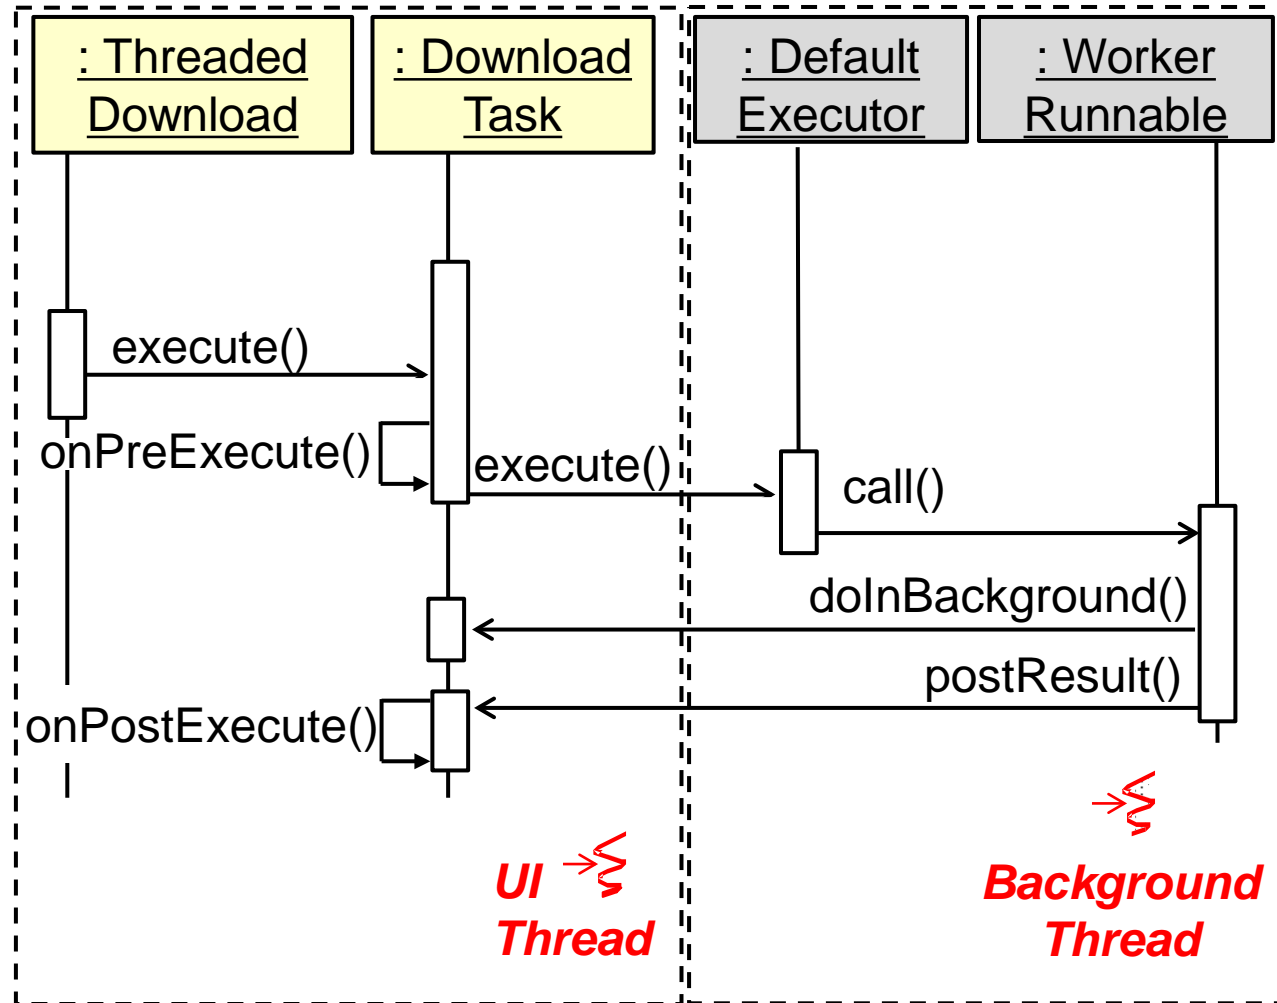 : Threaded
Download
: Download
Task
: Default
Executor
: Worker
Runnable
execute()
onPreExecute()
execute()
call()
doInBackground()
postResult()
onPostExecute()
UI
Thread
Background
Thread